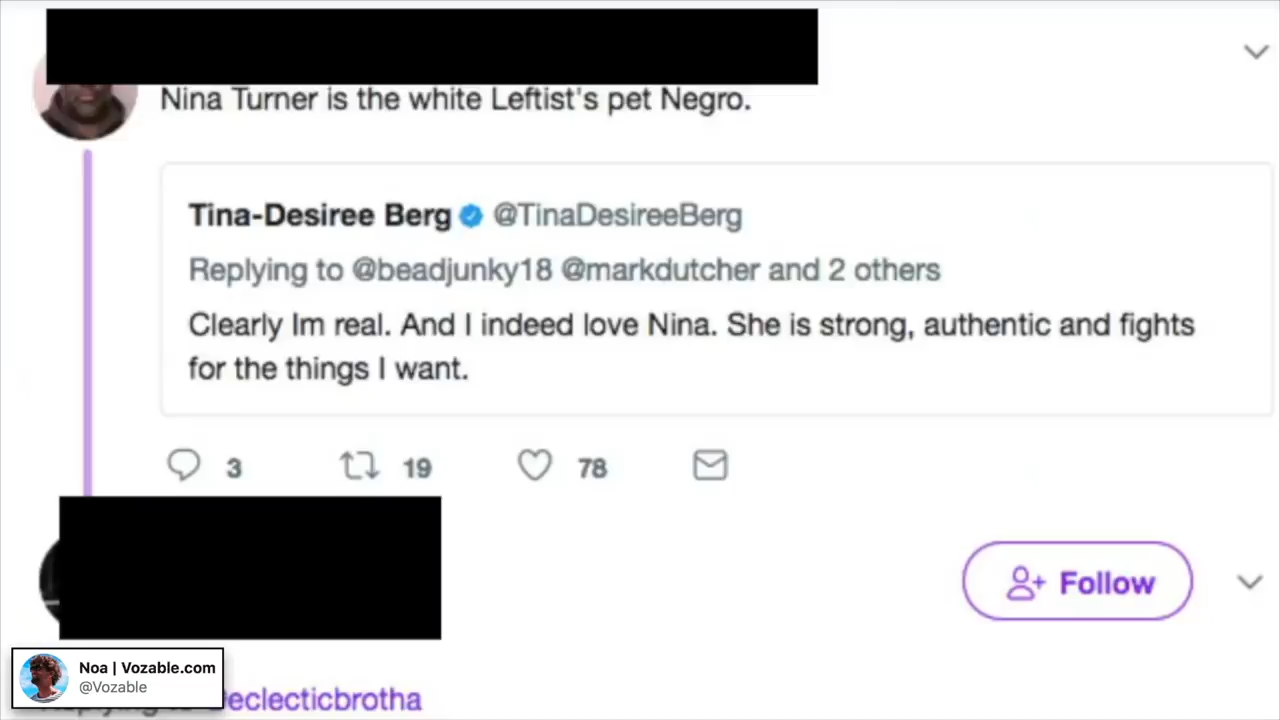 Nina Turner is the white Leftist's pet Negro.
Tina-Desiree Berg @TinaDesireeBerg
Replying to @beadjunky18 @markdutcher and 2 others
Clearly Im real. And I indeed love Nina. She is strong, authentic and fights
for the things I want.
3 19 78
Follow
Noa | Vozable.com
@Vozable
eclecticbrotha